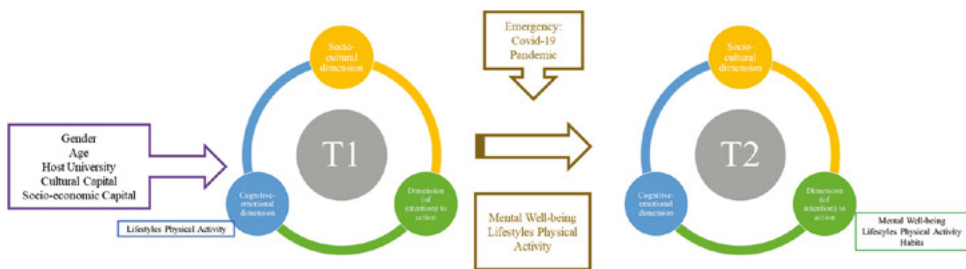 Gender
Age
Host University
Cultural Capital
Socio-economic Capital
Socio-
cultural
dimension
T1
Cognitive-
emotional
dimension
Dimension
(of
intention) to
action
Lifestyles Physical Activity
Emergency:
Covid-19
Pandemic
Mental Well-being
Lifestyles Physical
Activity
Socio-
cultural
dimension
T2
Cognitive-
emotional
dimension
Dimension
(of
intention) to
action
Mental Well-being
Lifestyles Physical Activity
Habits